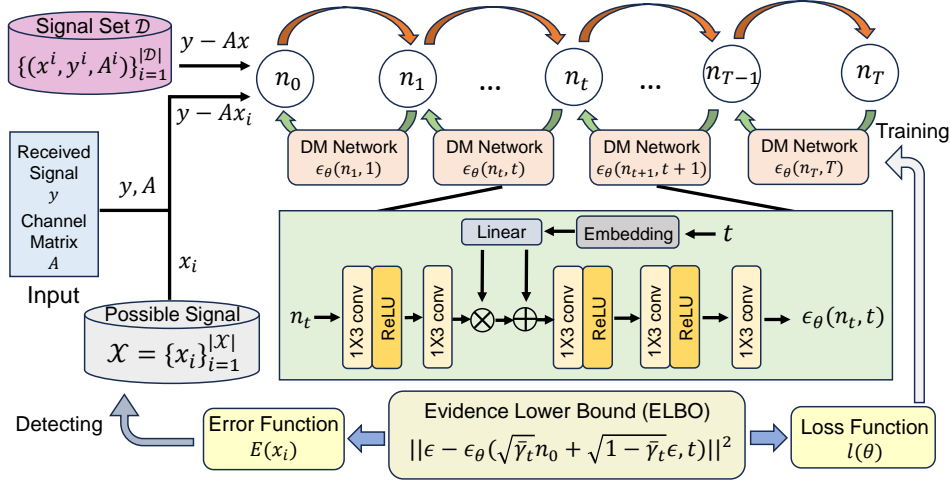 Signal Set 𝒟
{(xⁱ, yⁱ, Aⁱ)}_{i=1}^{|𝒟|}
y − Ax
y − Ax_i
n_0
n_1
...
n_t
...
n_{T−1}
n_T
DM Network
ϵ_θ(n_1, 1)
DM Network
ϵ_θ(n_t, t)
DM Network
ϵ_θ(n_{t+1}, t + 1)
DM Network
ϵ_θ(n_T, T)
Training
Received
Signal
y
Channel
Matrix
A
Input
y, A
x_i
Possible Signal
𝒳 = {x_i}_{i=1}^{|𝒳|}
Linear
Embedding
t
n_t
1X3 conv
ReLU
1X3 conv
⊗
⊕
1X3 conv
ReLU
1X3 conv
ReLU
1X3 conv
ϵ_θ(n_t, t)
Detecting
Error Function
E(x_i)
Evidence Lower Bound (ELBO)
||ϵ − ϵ_θ(√γ̄_t n_0 + √(1 − γ̄_t) ϵ, t)||²
Loss Function
l(θ)